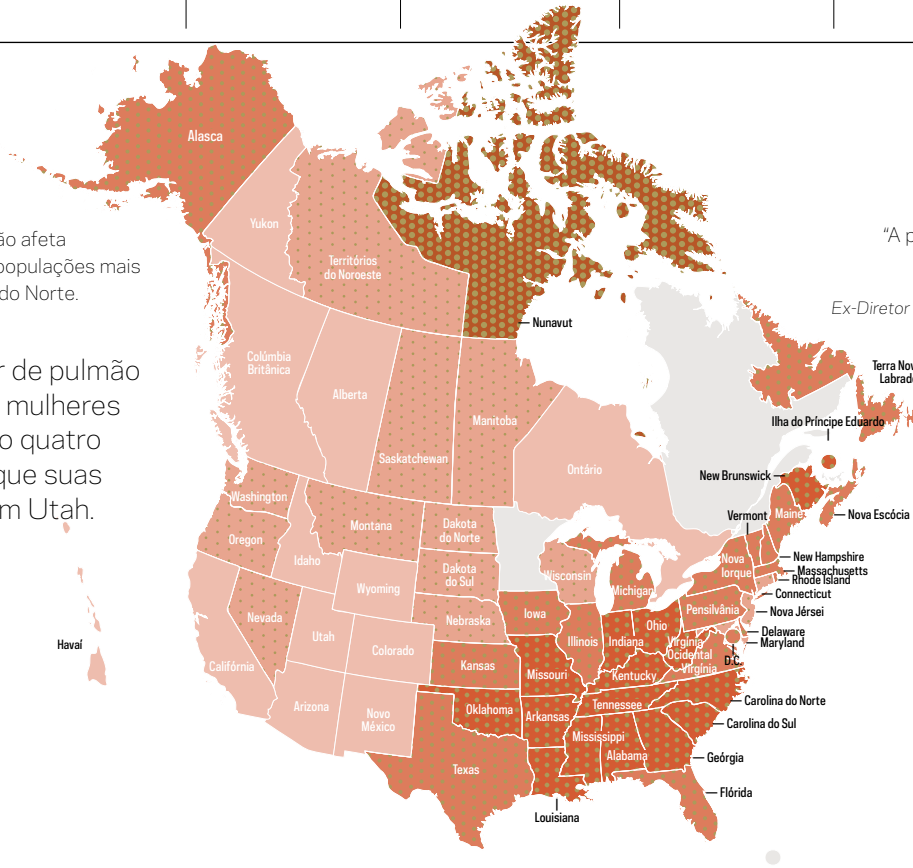 ão afeta
populações mais
do Norte.
r de pulmão
mulheres
o quatro
que suas
m Utah.
"A p
Ex-Diretor
Alasca
Yukon
Territórios
do Noroeste
Nunavut
Colúmbia
Britânica
Alberta
Saskatchewan
Manitoba
Ontário
Terra Nov
Labrado
Ilha do Príncipe Eduardo
New Brunswick
Nova Escócia
Maine
Vermont
New Hampshire
Massachusetts
Rhode Island
Connecticut
Nova Jérsei
Delaware
Maryland
D.C.
Nova
Iorque
Pensilvânia
Washington
Oregon
Idaho
Montana
Dakota
do Norte
Dakota
do Sul
Wyoming
Nebraska
Nevada
Utah
Colorado
Califórnia
Arizona
Novo
México
Kansas
Oklahoma
Texas
Iowa
Wisconsin
Michigan
Illinois
Indiana
Ohio
Missouri
Kentucky
Virgínia
Ocidental
Virgínia
Tennessee
Arkansas
Mississippi
Alabama
Louisiana
Carolina do Norte
Carolina do Sul
Geórgia
Flórida
Havaí